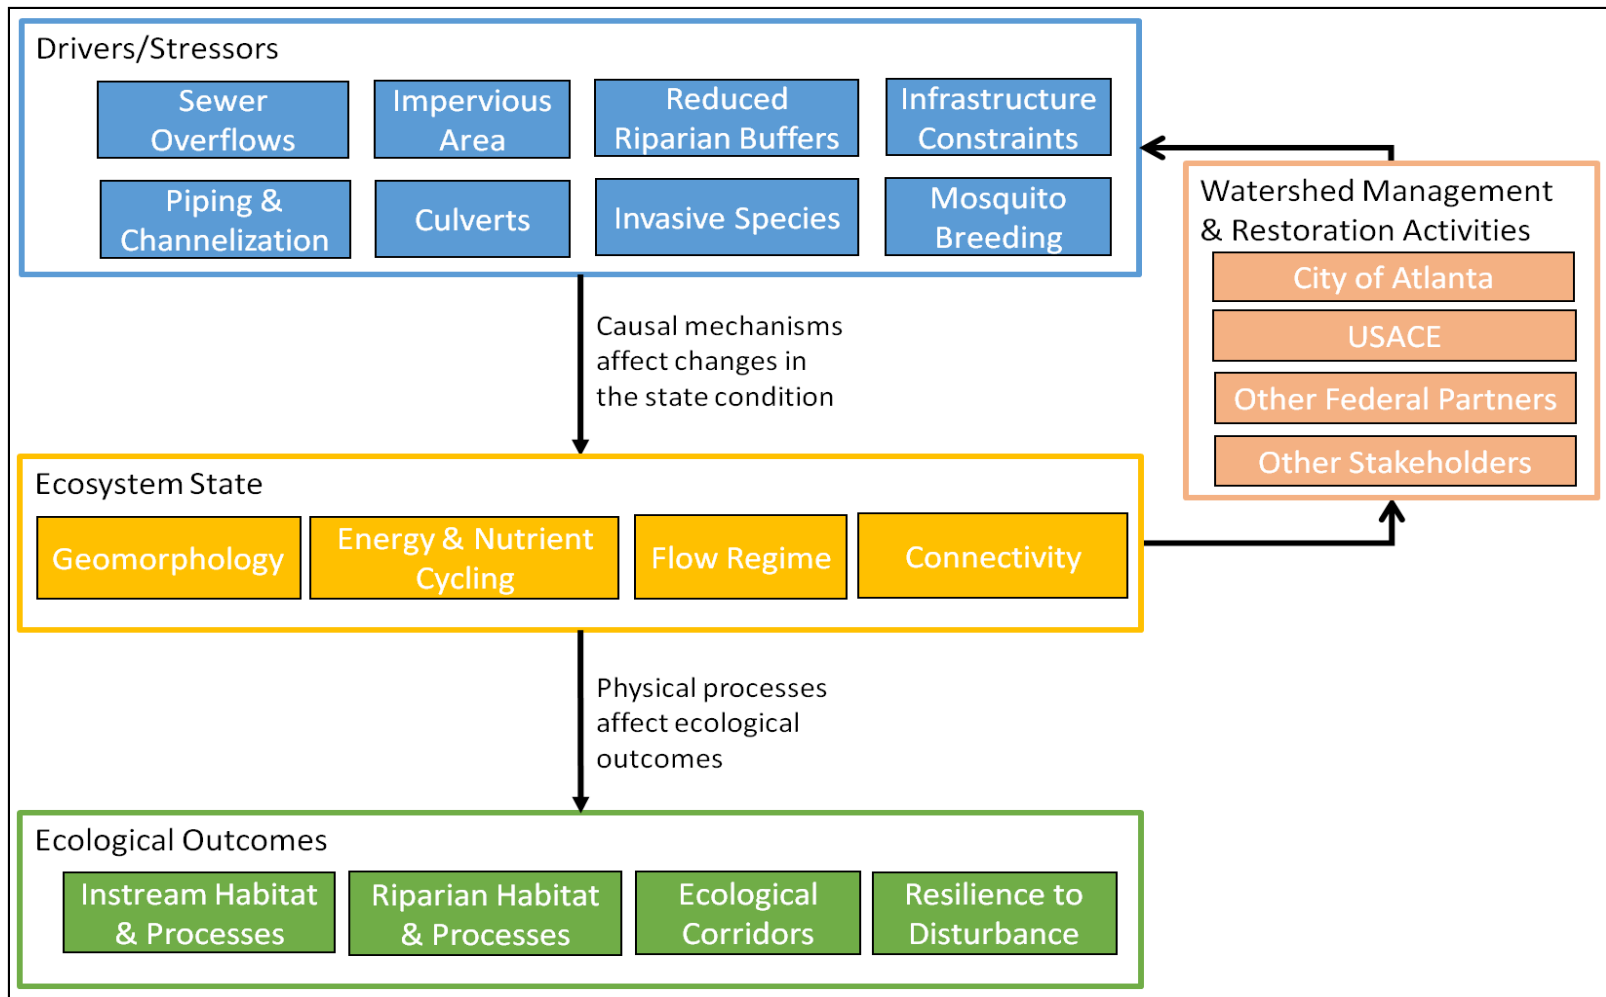 Drivers/Stressors
Sewer
Overflows
Impervious
Area
Reduced
Riparian Buffers
Infrastructure
Constraints
Piping &
Channelization
Culverts
Invasive Species
Mosquito
Breeding
Watershed Management
& Restoration Activities
City of Atlanta
USACE
Other Federal Partners
Other Stakeholders
Causal mechanisms
affect changes in
the state condition
Ecosystem State
Geomorphology
Energy & Nutrient
Cycling
Flow Regime
Connectivity
Physical processes
affect ecological
outcomes
Ecological Outcomes
Instream Habitat
& Processes
Riparian Habitat
& Processes
Ecological
Corridors
Resilience to
Disturbance